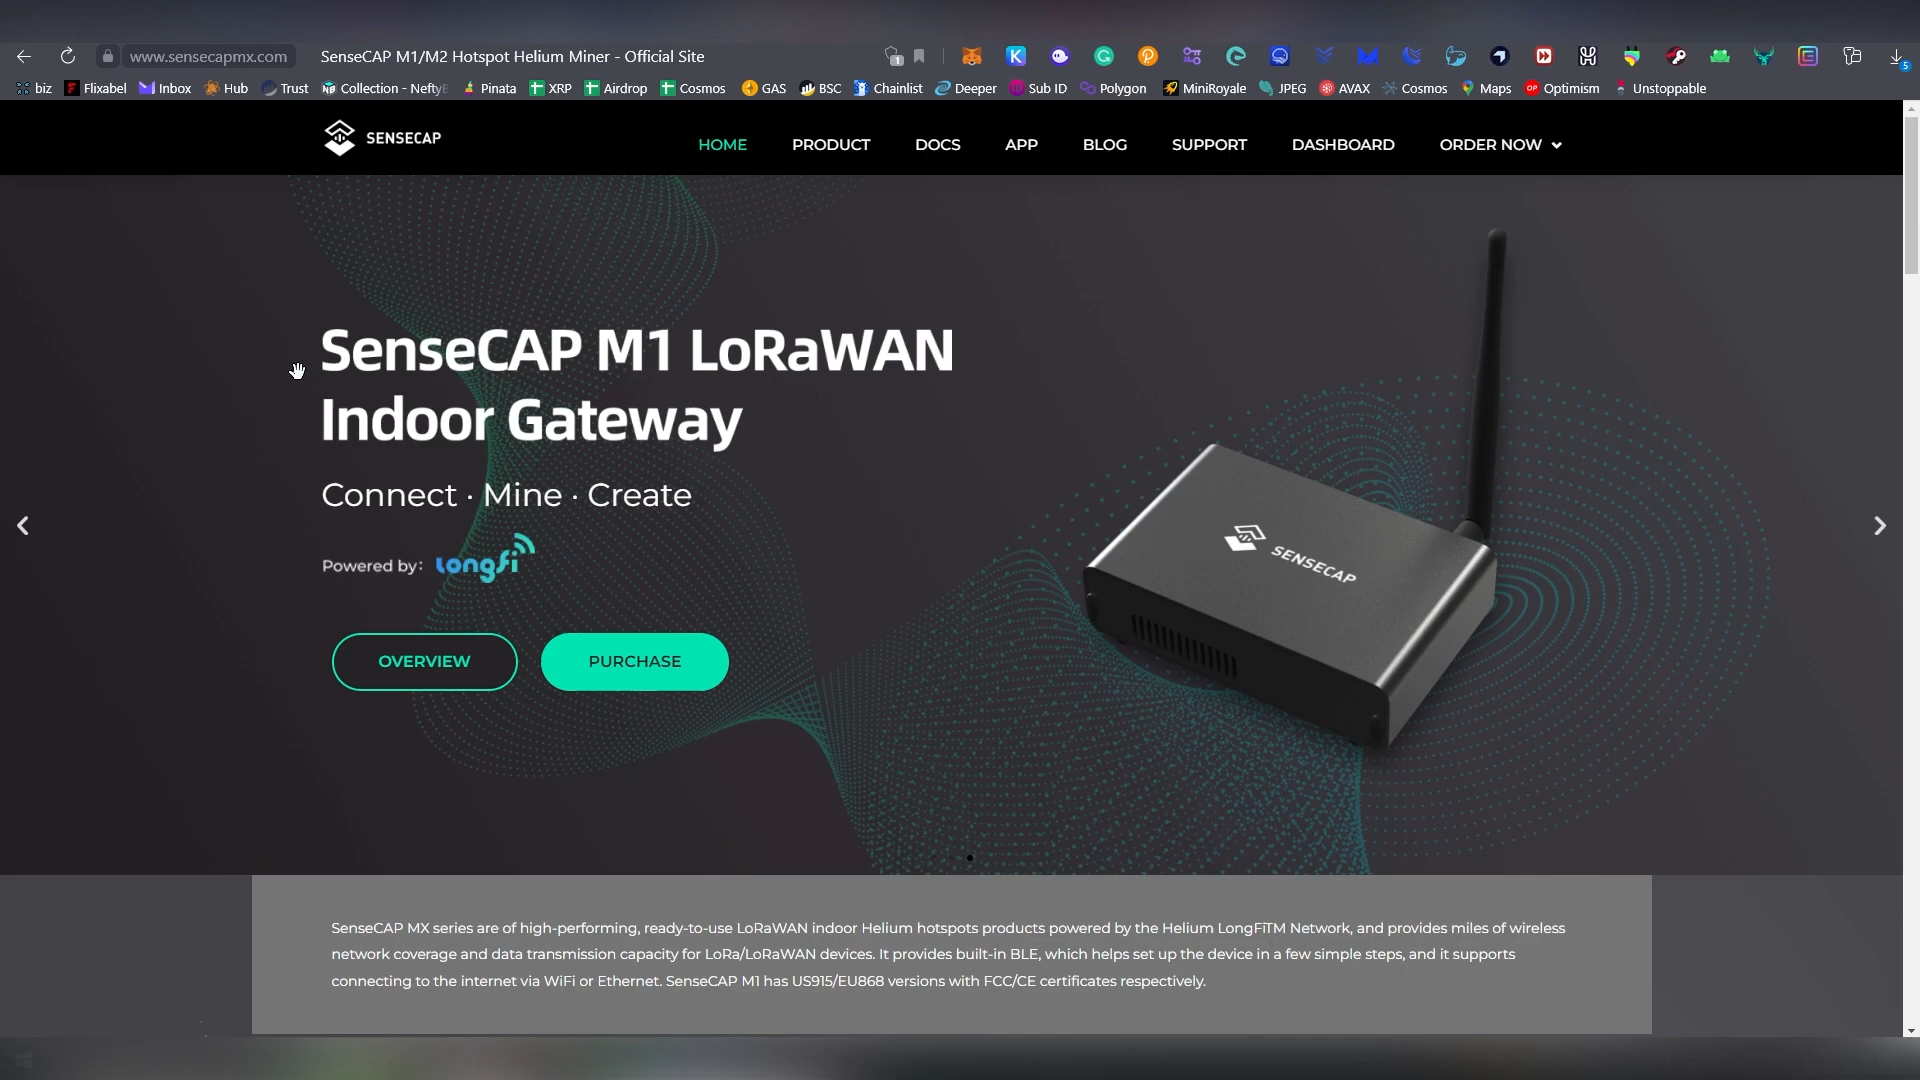 www.sensecapmx.com SenseCAP M1/M2 Hotspot Helium Miner - Official Site
biz Flixabel Inbox Hub Trust Collection - Nefty Pinata XRP Airdrop Cosmos GAS BSC Chainlist Deeper Sub ID Polygon MiniRoyale JPEG AVAX Cosmos Maps Optimism Unstoppable
SENSECAP HOME PRODUCT DOCS APP BLOG SUPPORT DASHBOARD ORDER NOW
SenseCAP M1 LoRaWAN
Indoor Gateway
Connect · Mine · Create
Powered by: longfi
OVERVIEW PURCHASE
SENSECAP
SenseCAP MX series are of high-performing, ready-to-use LoRaWAN indoor Helium hotspots products powered by the Helium LongFiTM Network, and provides miles of wireless
network coverage and data transmission capacity for LoRa/LoRaWAN devices. It provides built-in BLE, which helps set up the device in a few simple steps, and it supports
connecting to the internet via WiFi or Ethernet. SenseCAP M1 has US915/EU868 versions with FCC/CE certificates respectively.